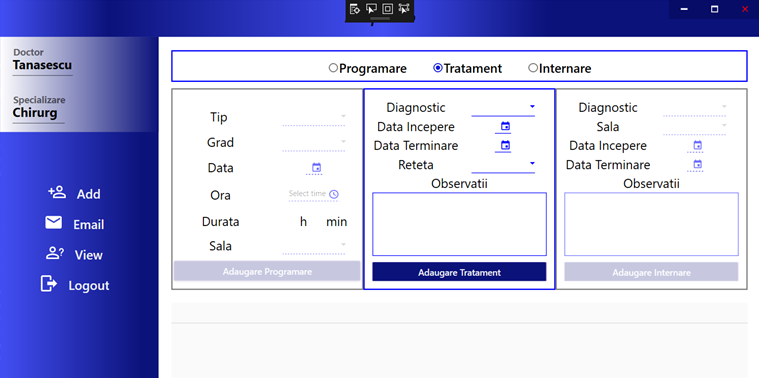 Doctor
Tanasescu
Specializare
Chirurg
Add
Email
View
Logout
Programare Tratament Internare
Tip
Grad
Data
Ora Select time
Durata h min
Sala
Adaugare Programare
Diagnostic
Data Incepere
Data Terminare
Reteta
Observatii
Adaugare Tratament
Diagnostic
Sala
Data Incepere
Data Terminare
Observatii
Adaugare Internare